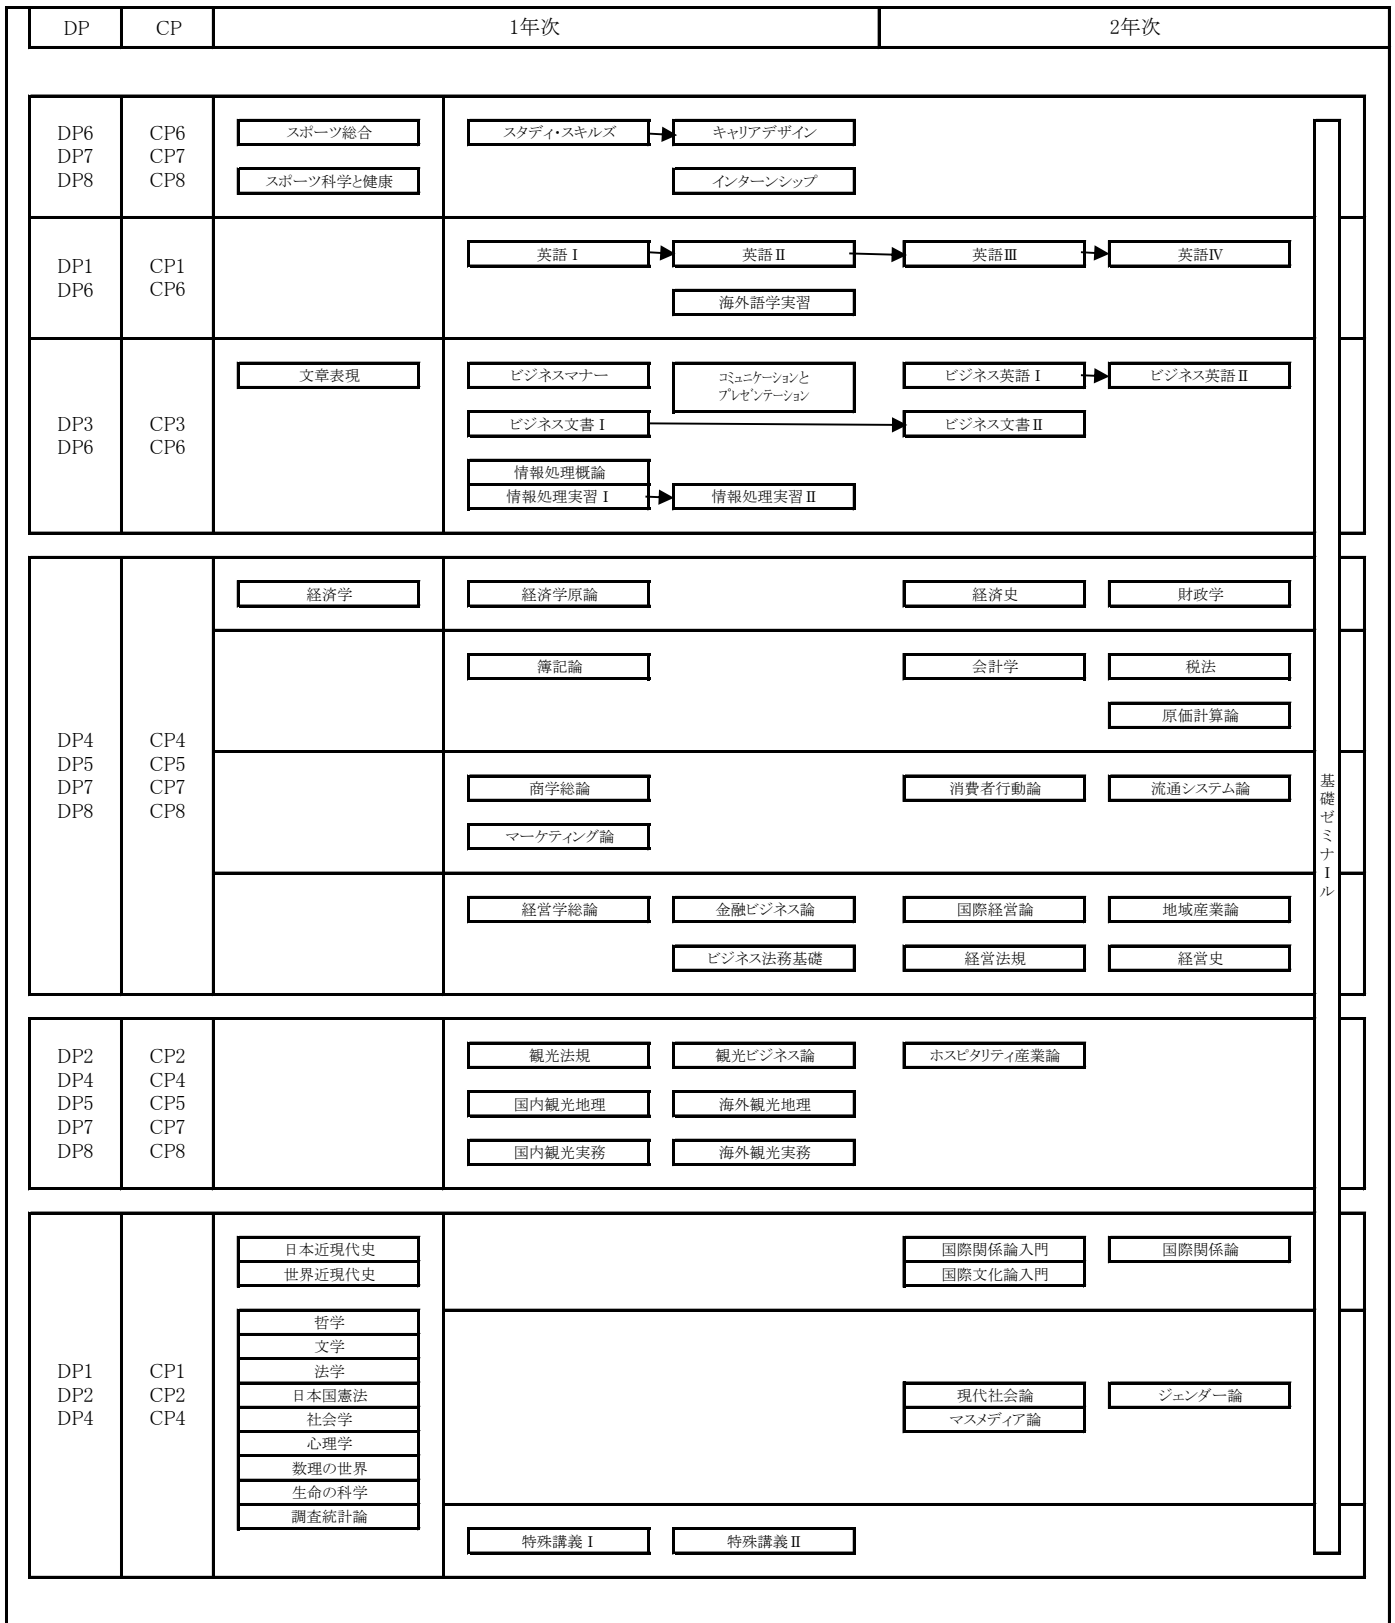 DP
CP
1年次
2年次
DP6
DP7
DP8
CP6
CP7
CP8
スポーツ総合
スポーツ科学と健康
スタディ・スキルズ
キャリアデザイン
インターンシップ
DP1
DP6
CP1
CP6
英語Ⅰ
英語Ⅱ
英語Ⅲ
英語Ⅳ
海外語学実習
DP3
DP6
CP3
CP6
文章表現
ビジネスマナー
コミュニケーションと
プレゼンテーション
ビジネス英語Ⅰ
ビジネス英語Ⅱ
ビジネス文書Ⅰ
ビジネス文書Ⅱ
情報処理概論
情報処理実習Ⅰ
情報処理実習Ⅱ
DP4
DP5
DP7
DP8
CP4
CP5
CP7
CP8
経済学
経済学原論
経済史
財政学
簿記論
会計学
税法
原価計算論
商学総論
消費者行動論
流通システム論
マーケティング論
経営学総論
金融ビジネス論
国際経営論
地域産業論
ビジネス法務基礎
経営法規
経営史
基礎ゼミナIル
DP2
DP4
DP5
DP7
DP8
CP2
CP4
CP5
CP7
CP8
観光法規
観光ビジネス論
ホスピタリティ産業論
国内観光地理
海外観光地理
国内観光実務
海外観光実務
DP1
DP2
DP4
CP1
CP2
CP4
日本近現代史
世界近現代史
国際関係論入門
国際文化論入門
国際関係論
哲学
文学
法学
日本国憲法
社会学
心理学
数理の世界
生命の科学
調査統計論
現代社会論
マスメディア論
ジェンダー論
特殊講義Ⅰ
特殊講義Ⅱ